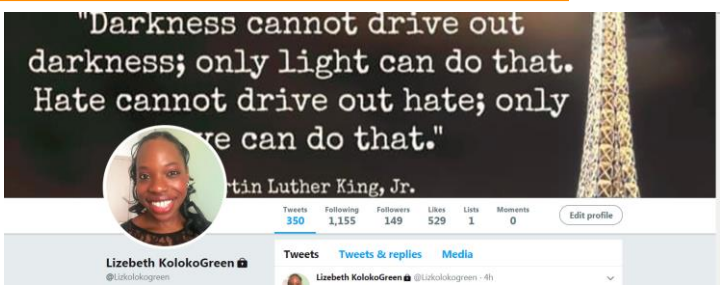 "Darkness cannot drive out
darkness; only light can do that.
Hate cannot drive out hate; only
can do that."
Luther King, Jr.
Tweets Following Followers Likes Lists Moments
350 1,155 149 529 1 0
Edit profile
Lizebeth KolokoGreen
@Lizkolokogreen
Tweets Tweets & replies Media
Lizebeth KolokoGreen @Lizkolokogreen · 4h